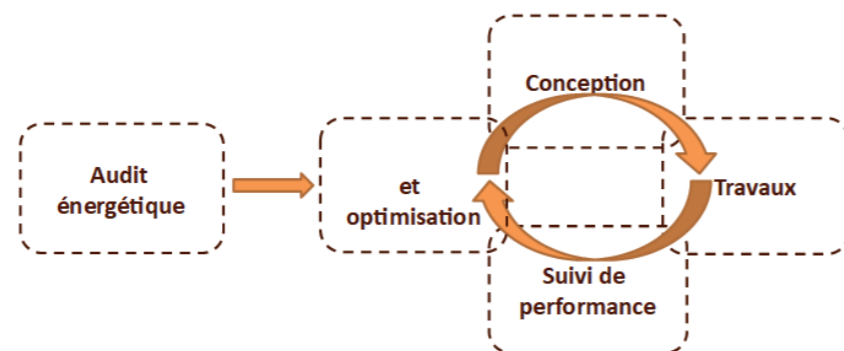 Conception
Audit
énergétique
et
optimisation
Travaux
Suivi de
performance